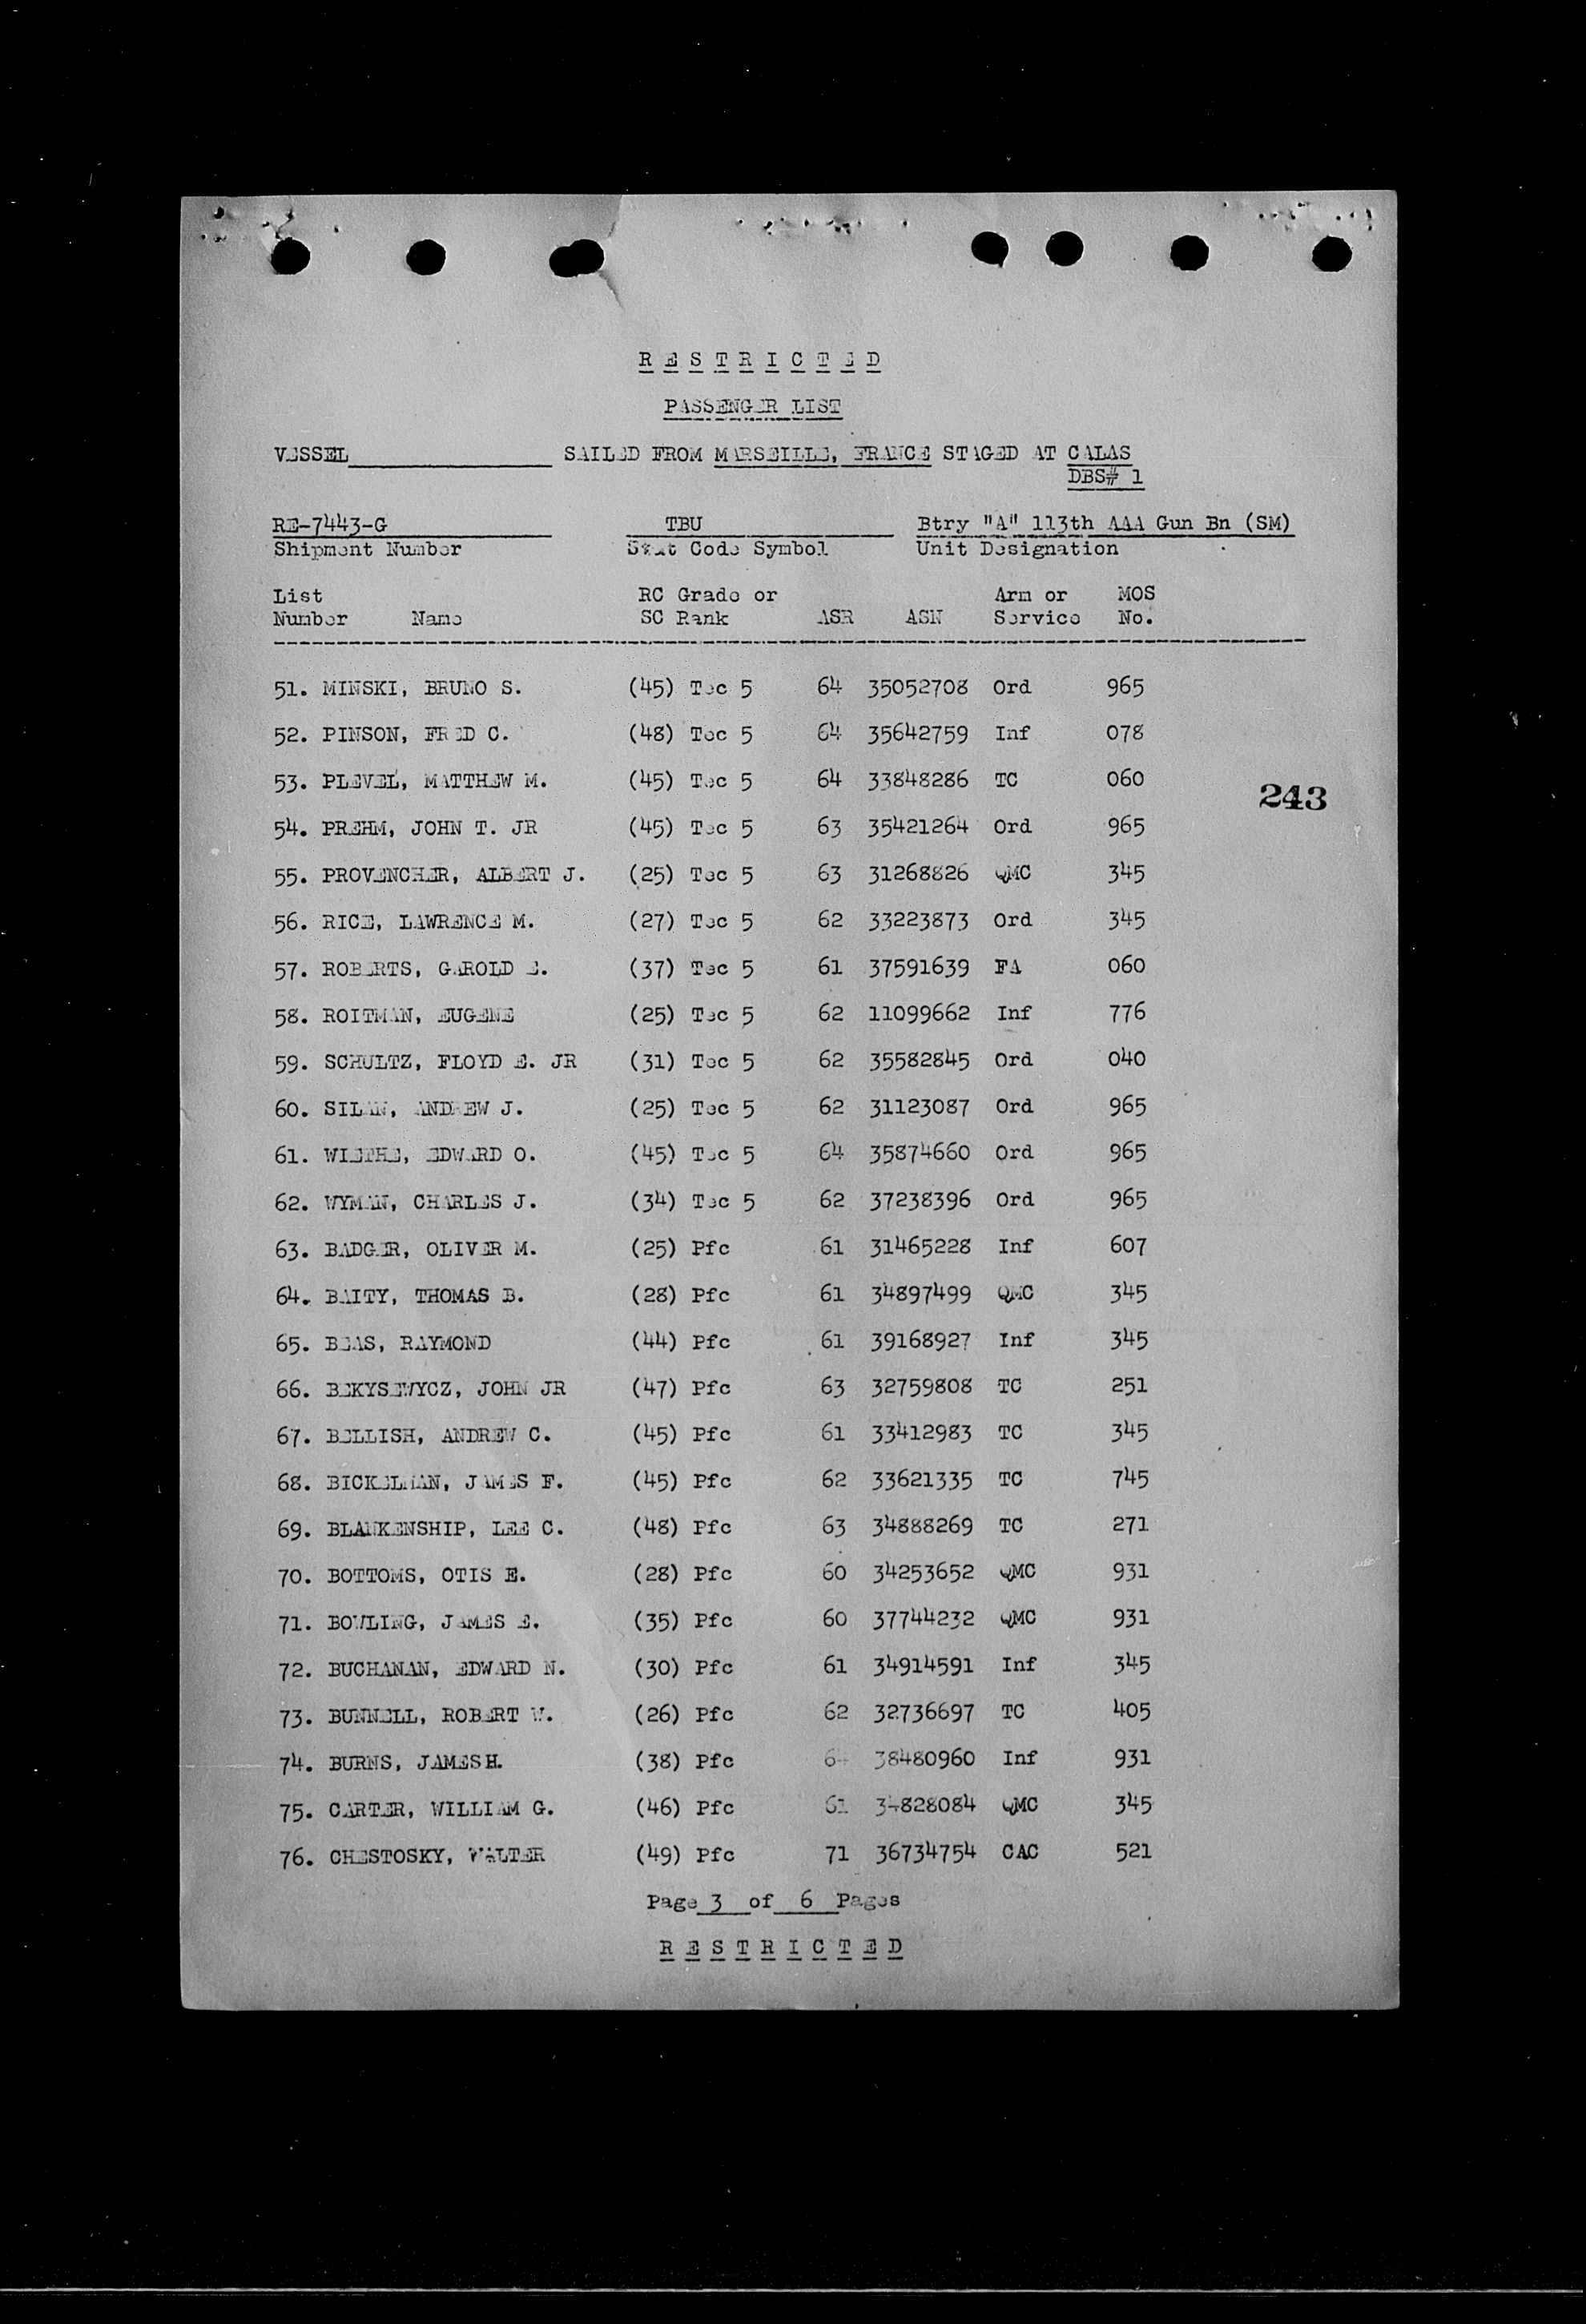 R E S T R I C T E D
PASSENGER LIST
VESSEL SAILED FROM MARSEILLE, FRANCE STAGED AT CALAS
DBS# 1
RE-7443-G TBU Btry "A" 113th AAA Gun Bn (SM)
Shipment Number Stat Code Symbol Unit Designation
List RC Grade or Arm or MOS
Number Name SC Rank ASR ASN Service No.
51. MINSKI, BRUNO S. (45) Tec 5 64 35052708 Ord 965
52. PINSON, FRED C. (48) Tec 5 64 35642759 Inf 078
53. PLEVEL, MATTHEW M. (45) Tec 5 64 33848286 TC 060
243
54. PREHM, JOHN T. JR (45) Tec 5 63 35421264 Ord 965
55. PROVENCHER, ALBERT J. (25) Tec 5 63 31268826 QMC 345
56. RICE, LAWRENCE M. (27) Tec 5 62 33223873 Ord 345
57. ROBERTS, GAROLD E. (37) Tec 5 61 37591639 FA 060
58. ROITMAN, EUGENE (25) Tec 5 62 11099662 Inf 776
59. SCHULTZ, FLOYD E. JR (31) Tec 5 62 35582845 Ord 040
60. SILAN, ANDREW J. (25) Tec 5 62 31123087 Ord 965
61. WIETHE, EDWARD O. (45) Tec 5 64 35874660 Ord 965
62. WYMAN, CHARLES J. (34) Tec 5 62 37238396 Ord 965
63. BADGER, OLIVER M. (25) Pfc 61 31465228 Inf 607
64. BAITY, THOMAS B. (28) Pfc 61 34897499 QMC 345
65. BEAS, RAYMOND (44) Pfc 61 39168927 Inf 345
66. BEKYSEWYCZ, JOHN JR (47) Pfc 63 32759808 TC 251
67. BELLISH, ANDREW C. (45) Pfc 61 33412983 TC 345
68. BICKELMAN, JAMES F. (45) Pfc 62 33621335 TC 745
69. BLANKENSHIP, LEE C. (48) Pfc 63 34888269 TC 271
70. BOTTOMS, OTIS E. (28) Pfc 60 34253652 QMC 931
71. BOWLING, JAMES E. (35) Pfc 60 37744232 QMC 931
72. BUCHANAN, EDWARD N. (30) Pfc 61 34914591 Inf 345
73. BUNNELL, ROBERT W. (26) Pfc 62 32736697 TC 405
74. BURNS, JAMES H. (38) Pfc 38480960 Inf 931
75. CARTER, WILLIAM G. (46) Pfc 61 34828084 QMC 345
76. CHESTOSKY, WALTER (49) Pfc 71 36734754 CAC 521
Page 3 of 6 Pages
R E S T R I C T E D